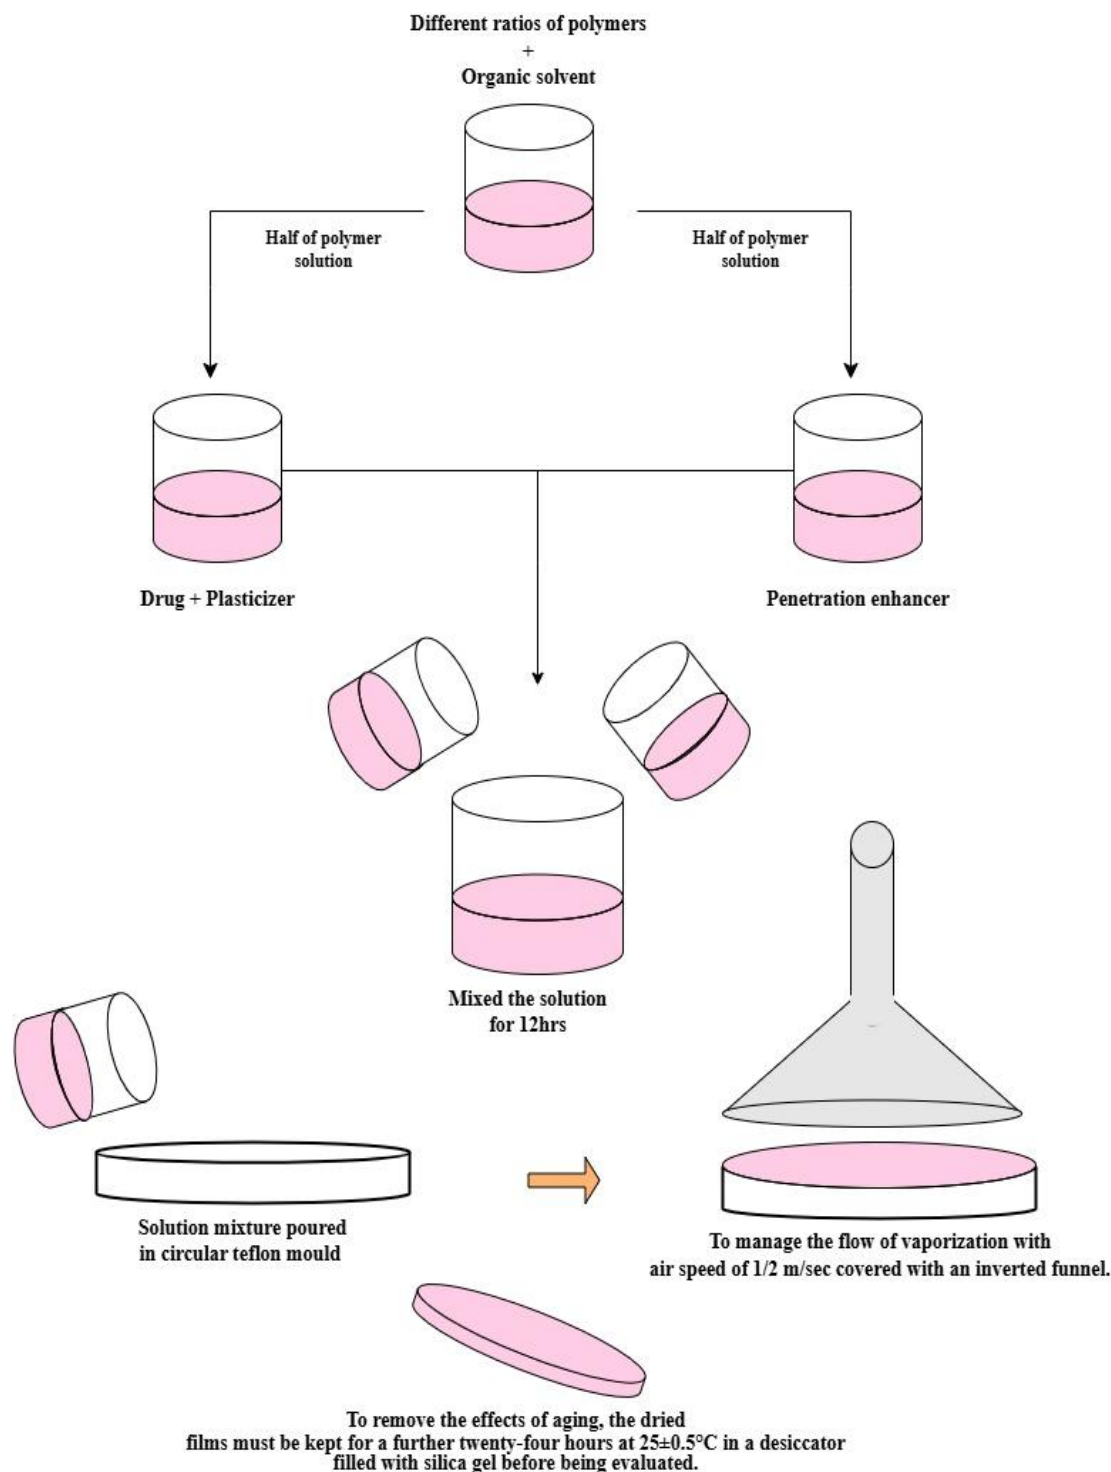 Different ratios of polymers
+
Organic solvent
Half of polymer
solution
Half of polymer
solution
Drug + Plasticizer
Penetration enhancer
Mixed the solution
for 12hrs
Solution mixture poured
in circular teflon mould
To manage the flow of vaporization with
air speed of 1/2 m/sec covered with an inverted funnel.
To remove the effects of aging, the dried
films must be kept for a further twenty-four hours at 25±0.5°C in a desiccator
filled with silica gel before being evaluated.